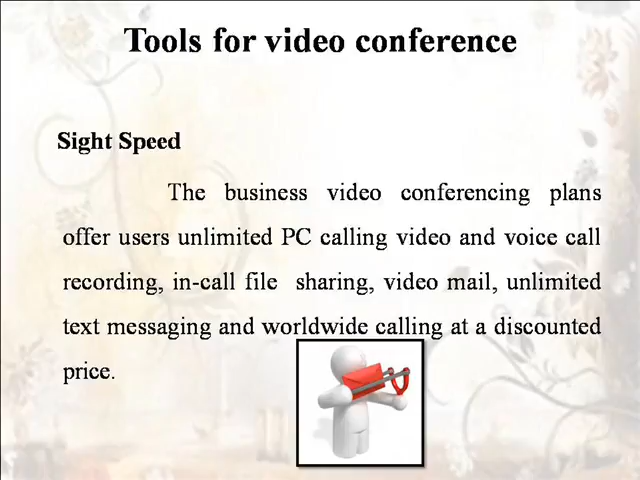 Tools for video conference
Sight Speed
The business video conferencing plans
offer users unlimited PC calling video and voice call
recording, in-call file sharing, video mail, unlimited
text messaging and worldwide calling at a discounted
price.